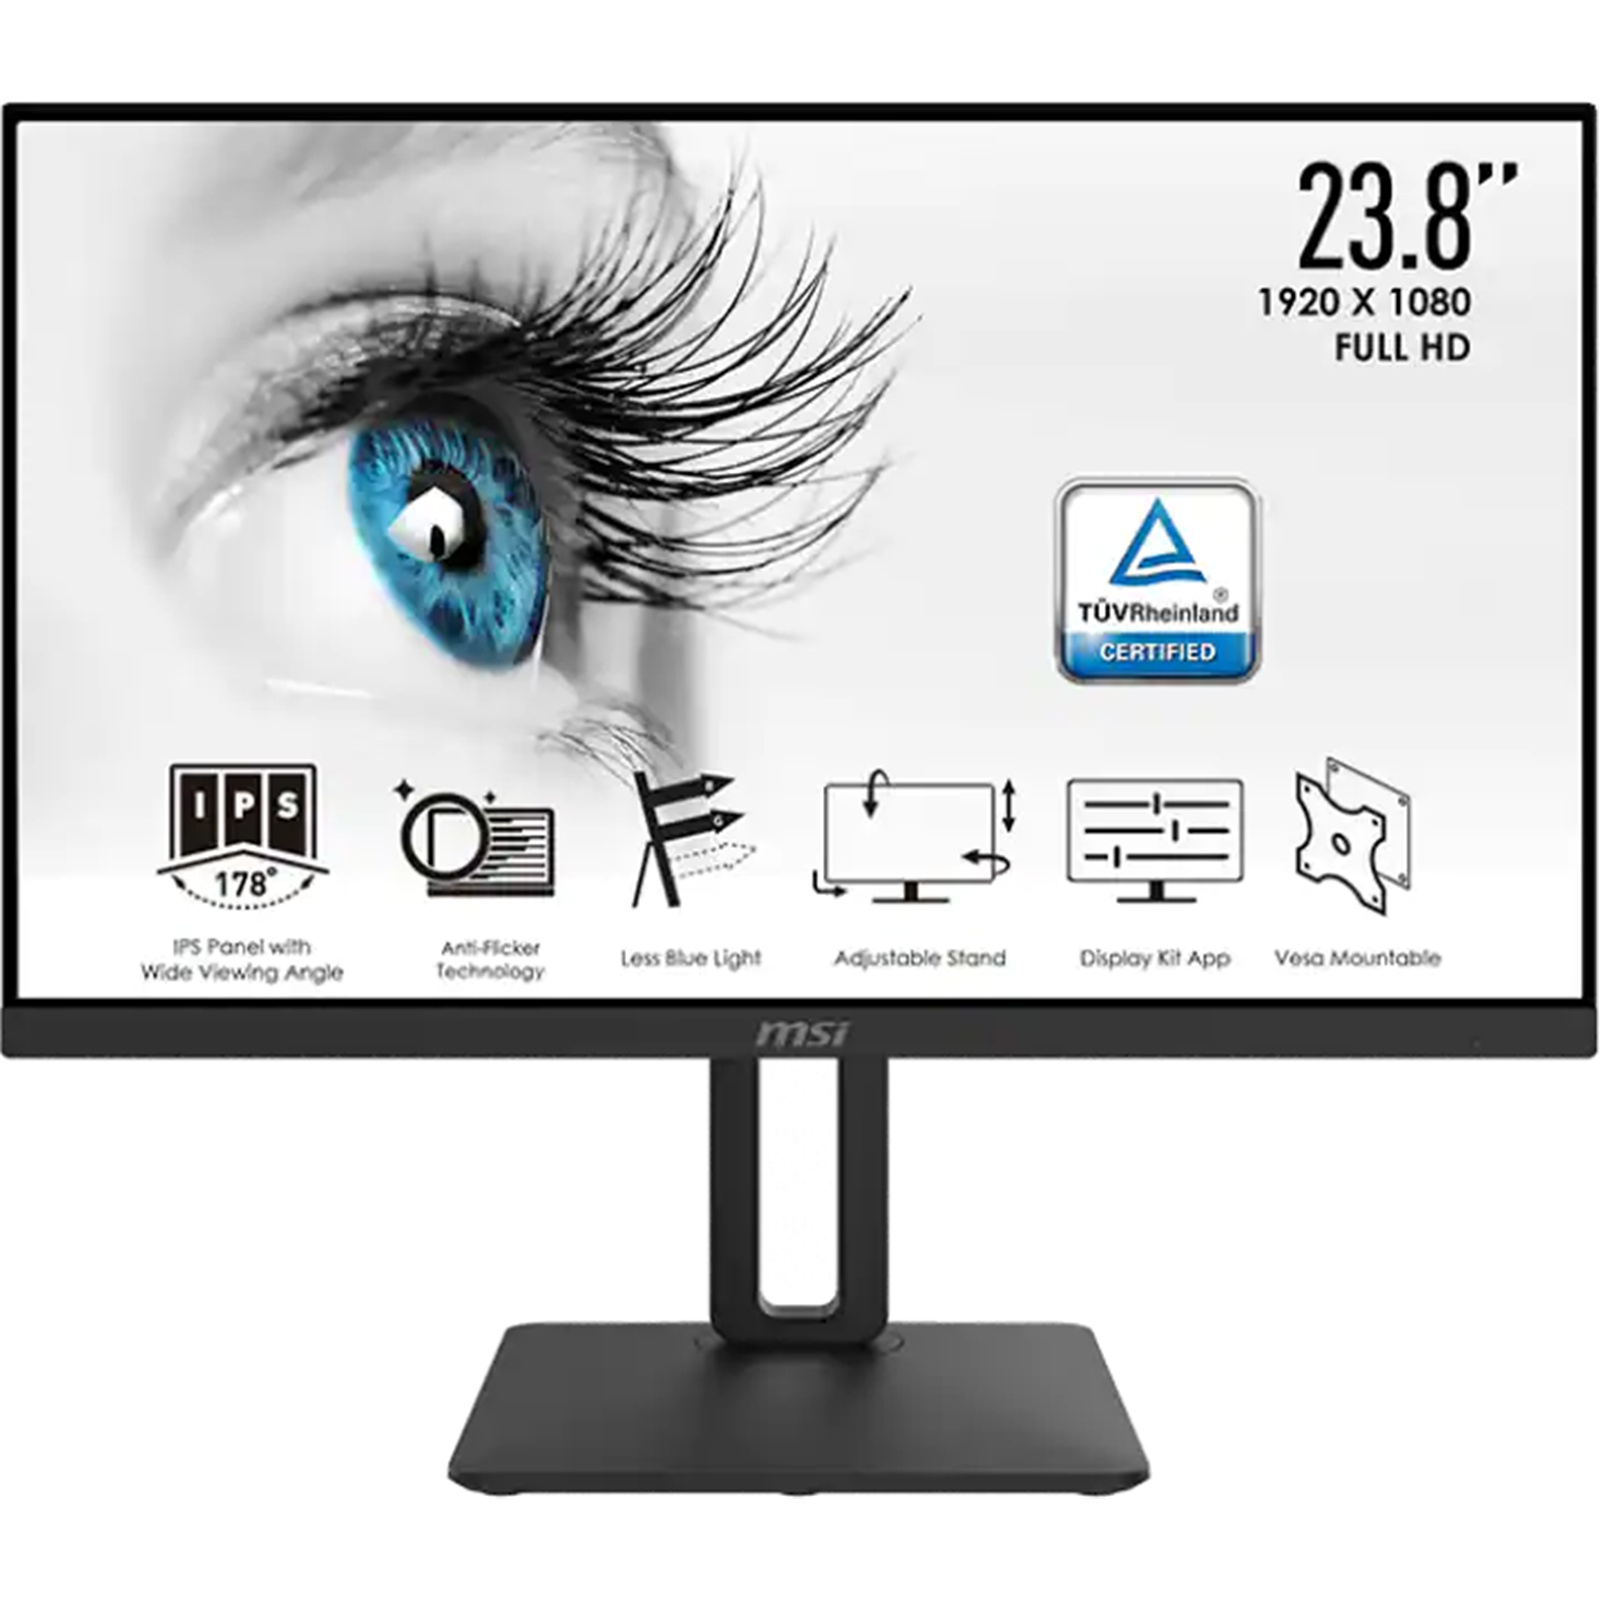 23.8’’
1920 X 1080
FULL HD
TÜVRheinland®
CERTIFIED
IPS
178°
R
G
IPS Panel with
Wide Viewing Angle
Anti-Flicker
Technology
Less Blue Light
Adjustable Stand
Display Kit App
Vesa Mountable
msi